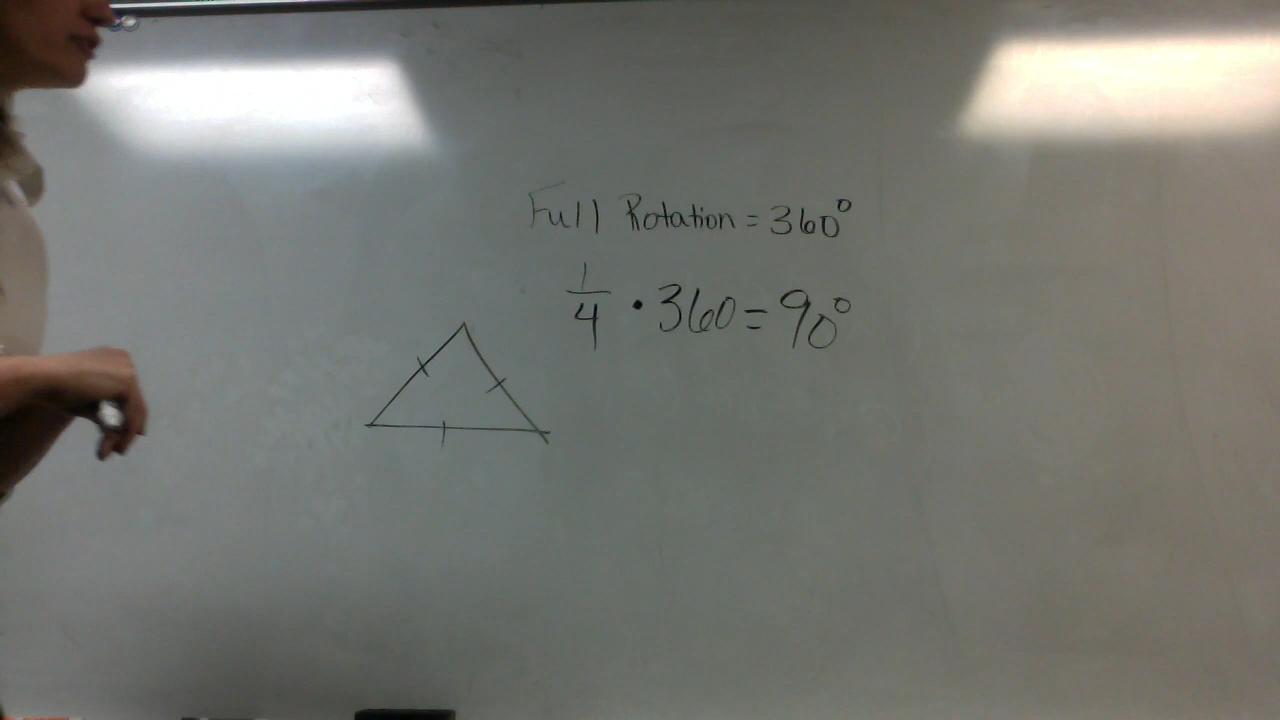 Full Rotation = 360°
1/4 • 360 = 90°